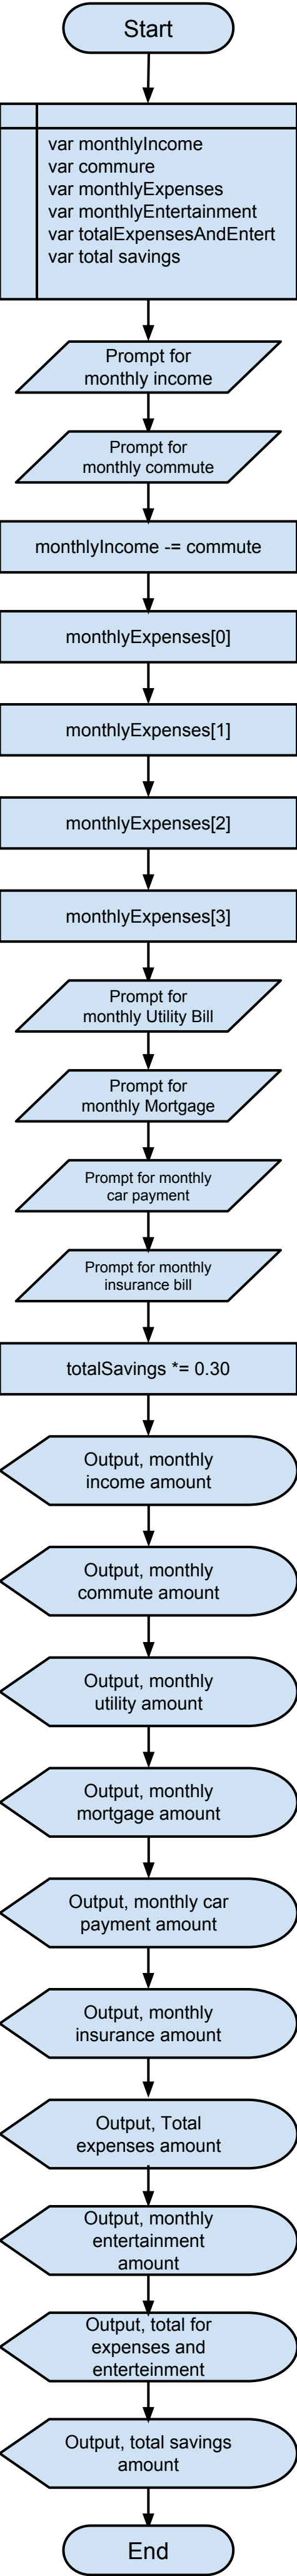 Start
var monthlyIncome
var commure
var monthlyExpenses
var monthlyEntertainment
var totalExpensesAndEntert
var total savings
Prompt for
monthly income
Prompt for
monthly commute
monthlyIncome -= commute
monthlyExpenses[0]
monthlyExpenses[1]
monthlyExpenses[2]
monthlyExpenses[3]
Prompt for
monthly Utility Bill
Prompt for
monthly Mortgage
Prompt for monthly
car payment
Prompt for monthly
insurance bill
totalSavings *= 0.30
Output, monthly
income amount
Output, monthly
commute amount
Output, monthly
utility amount
Output, monthly
mortgage amount
Output, monthly car
payment amount
Output, monthly
insurance amount
Output, Total
expenses amount
Output, monthly
entertainment
amount
Output, total for
expenses and
enterteinment
Output, total savings
amount
End